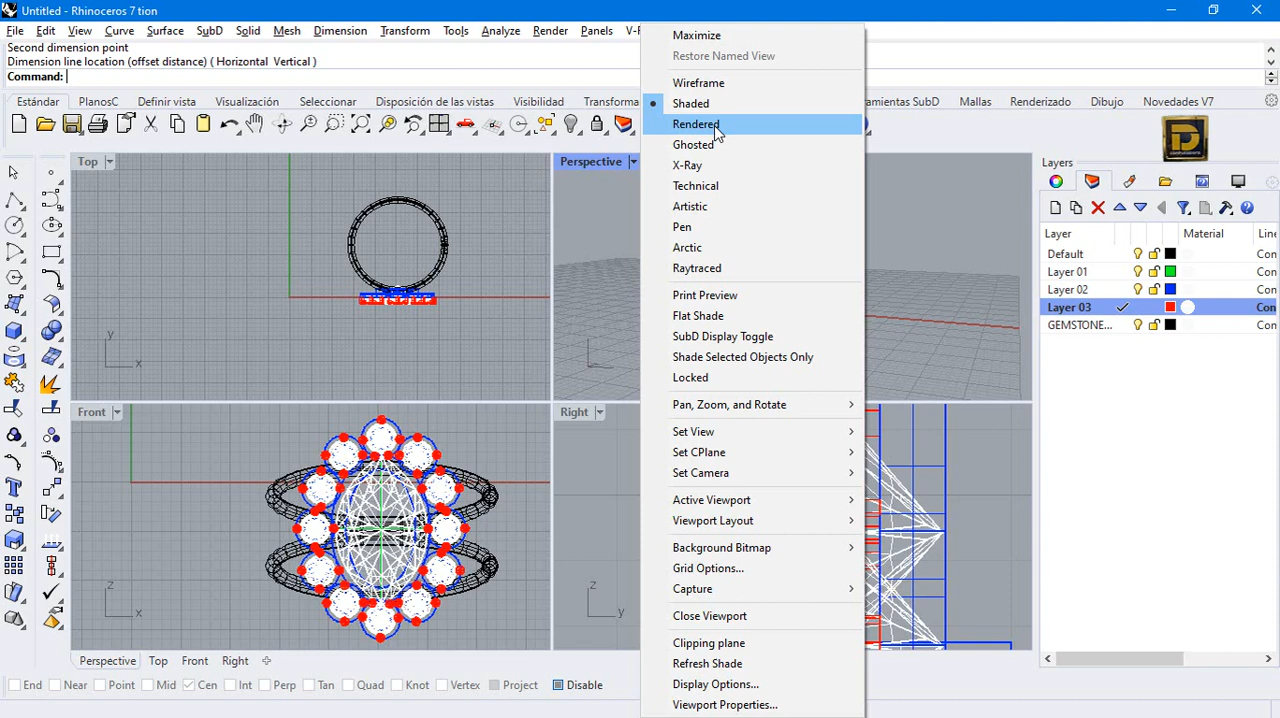 Untitled - Rhinoceros 7 tion
File Edit View Curve Surface SubD Solid Mesh Dimension Transform Tools Analyze Render Panels
Second dimension point
Dimension line location (offset distance) ( Horizontal Vertical )
Command:
Estándar PlanosC Definir vista Visualización Seleccionar Disposición de las vistas Visibilidad Mallas Renderizado Dibujo Novedades V7
Maximize
Restore Named View
Wireframe
Shaded
Rendered
Ghosted
X-Ray
Technical
Artistic
Pen
Arctic
Raytraced
Print Preview
Flat Shade
SubD Display Toggle
Shade Selected Objects Only
Locked
Pan, Zoom, and Rotate
Set View
Set CPlane
Set Camera
Active Viewport
Viewport Layout
Background Bitmap
Grid Options...
Capture
Close Viewport
Clipping plane
Refresh Shade
Display Options...
Viewport Properties...
Top
y
x
Perspective
Front
z
x
Right
z
y
Layers
Layer Material
Default
Layer 01
Layer 02
Layer 03
GEMSTONE...
Perspective Top Front Right
End Near Point Mid Cen Int Perp Tan Quad Knot Vertex Project Disable